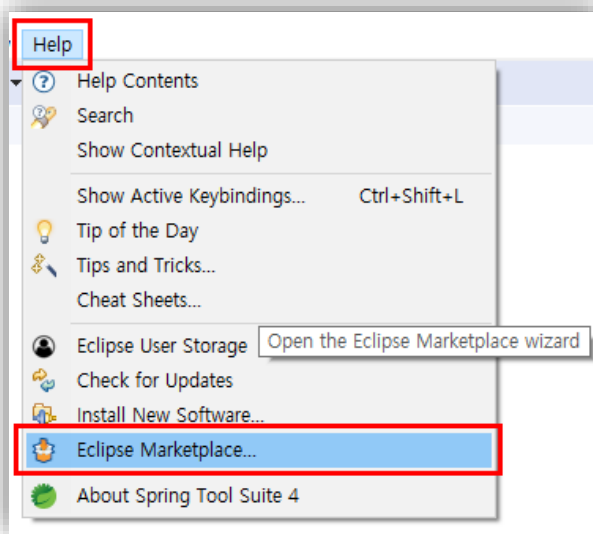 Help
Help Contents
Search
Show Contextual Help
Show Active Keybindings... Ctrl+Shift+L
Tip of the Day
Tips and Tricks...
Cheat Sheets...
Eclipse User Storage
Open the Eclipse Marketplace wizard
Check for Updates
Install New Software...
Eclipse Marketplace...
About Spring Tool Suite 4